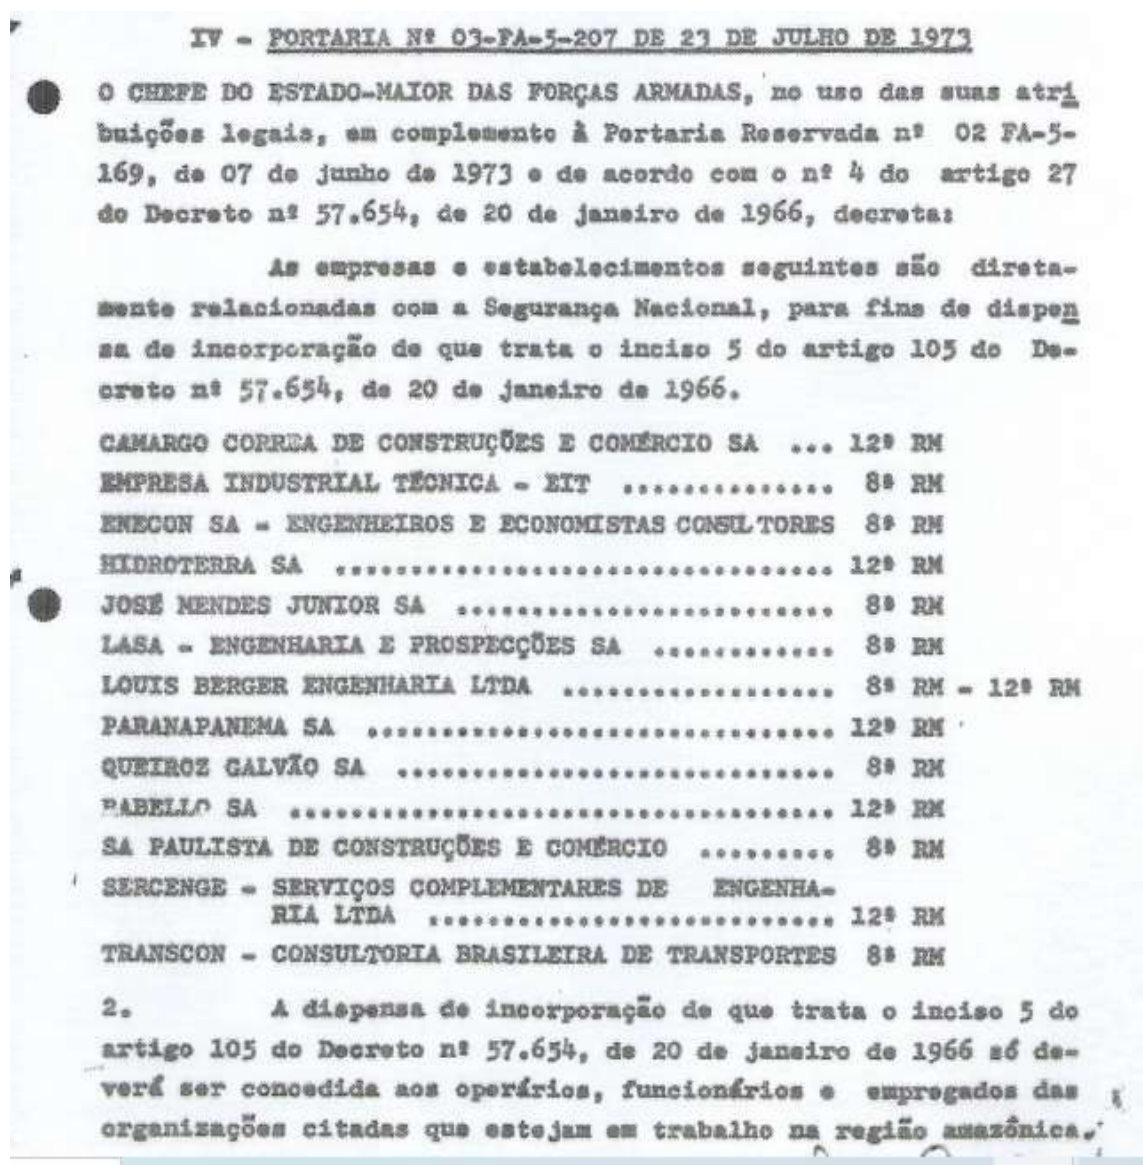 IV - PORTARIA Nº 03-FA-5-207 DE 23 DE JULHO DE 1973
O CHEFE DO ESTADO-MAIOR DAS FORÇAS ARMADAS, no uso das suas atri
buições legais, em complemento à Portaria Reservada nº 02 FA-5-
169, de 07 de junho de 1973 e de acordo com o nº 4 do artigo 27
do Decreto nº 57.654, de 20 de janeiro de 1966, decreta:
As empresas e estabelecimentos seguintes são direta-
mente relacionadas com a Segurança Nacional, para fins de dispen
sa de incorporação de que trata o inciso 5 do artigo 105 do De-
creto nº 57.654, de 20 de janeiro de 1966.
CAMARGO CORREA DE CONSTRUÇÕES E COMÉRCIO SA ... 12ª RM
EMPRESA INDUSTRIAL TÉCNICA - EIT .............. 8ª RM
ENECON SA - ENGENHEIROS E ECONOMISTAS CONSULTORES 8ª RM
HIDROTERRA SA ................................. 12ª RM
JOSÉ MENDES JUNIOR SA ......................... 8ª RM
LASA - ENGENHARIA E PROSPECÇÕES SA ............ 8ª RM
LOUIS BERGER ENGENHARIA LTDA .................. 8ª RM - 12ª RM
PARANAPANEMA SA ............................... 12ª RM
QUEIROZ GALVÃO SA ............................. 8ª RM
RABELLO SA .................................... 12ª RM
SA PAULISTA DE CONSTRUÇÕES E COMÉRCIO ......... 8ª RM
SERCENGE - SERVIÇOS COMPLEMENTARES DE ENGENHA-
RIA LTDA ........................... 12ª RM
TRANSCON - CONSULTORIA BRASILEIRA DE TRANSPORTES 8ª RM
2. A dispensa de incorporação de que trata o inciso 5 do
artigo 105 do Decreto nº 57.654, de 20 de janeiro de 1966 só de-
verá ser concedida aos operários, funcionários e empregados das
organizações citadas que estejam em trabalho na região amazônica.